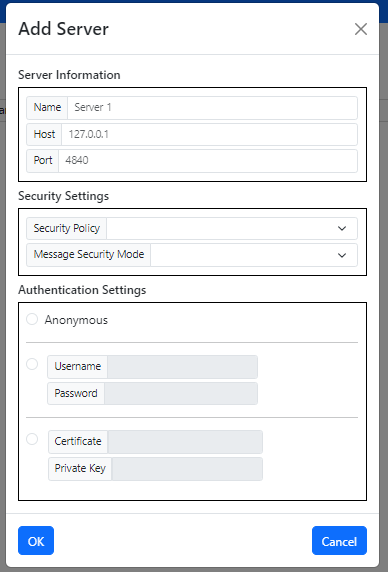 Add Server
Server Information
Name Server 1
Host 127.0.0.1
Port 4840
Security Settings
Security Policy
Message Security Mode
Authentication Settings
Anonymous
Username
Password
Certificate
Private Key
OK Cancel